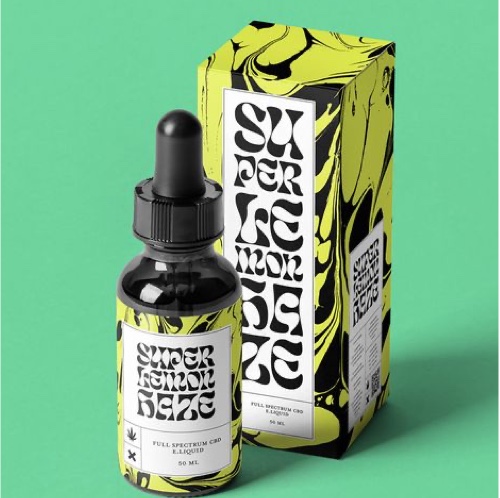 SU
PER
LE
MON
HA
ZE
FULL SPECTRUM CBD
E.LIQUID
50 ML
SUPER
LEMON
HAZE
SUPER
LEMON
HAZE
FULL SPECTRUM CBD
E.LIQUID
50 ML